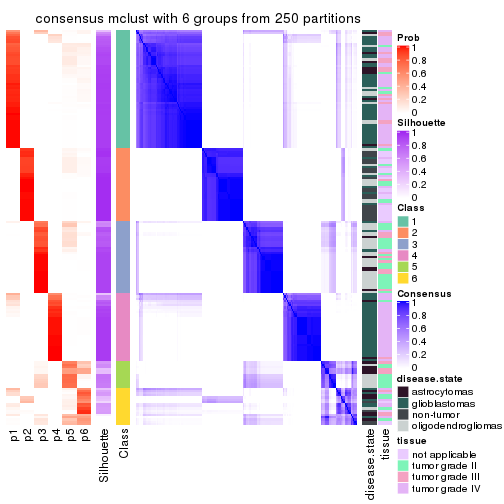 consensus mclust with 6 groups from 250 partitions
p1
p2
p3
p4
p5
p6
Silhouette
Class
disease.state
tissue
Prob
1
0.8
0.6
0.4
0.2
0
Silhouette
1
0.8
0.6
0.4
0.2
0
Class
1
2
3
4
5
6
Consensus
1
0.8
0.6
0.4
0.2
0
disease.state
astrocytomas
glioblastomas
non-tumor
oligodendrogliomas
tissue
not applicable
tumor grade II
tumor grade III
tumor grade IV